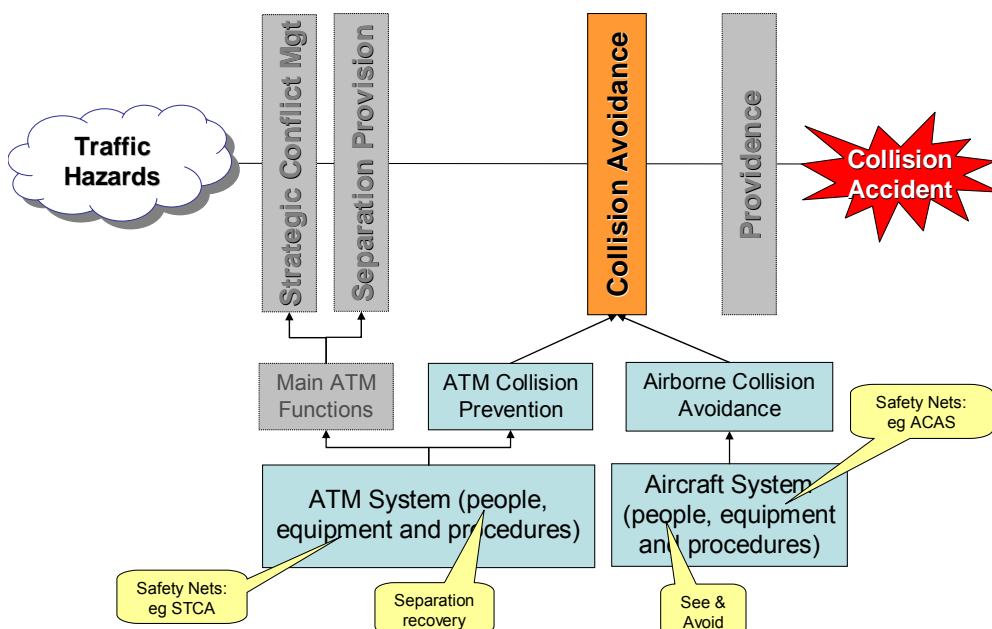 Traffic
Hazards
Strategic Conflict Mgt
Separation Provision
Collision Avoidance
Providence
Collision
Accident
Main ATM
Functions
ATM Collision
Prevention
Airborne Collision
Avoidance
Safety Nets:
eg ACAS
ATM System (people,
equipment and procedures)
Aircraft System
(people, equipment
and procedures)
Safety Nets:
eg STCA
Separation
recovery
See &
Avoid